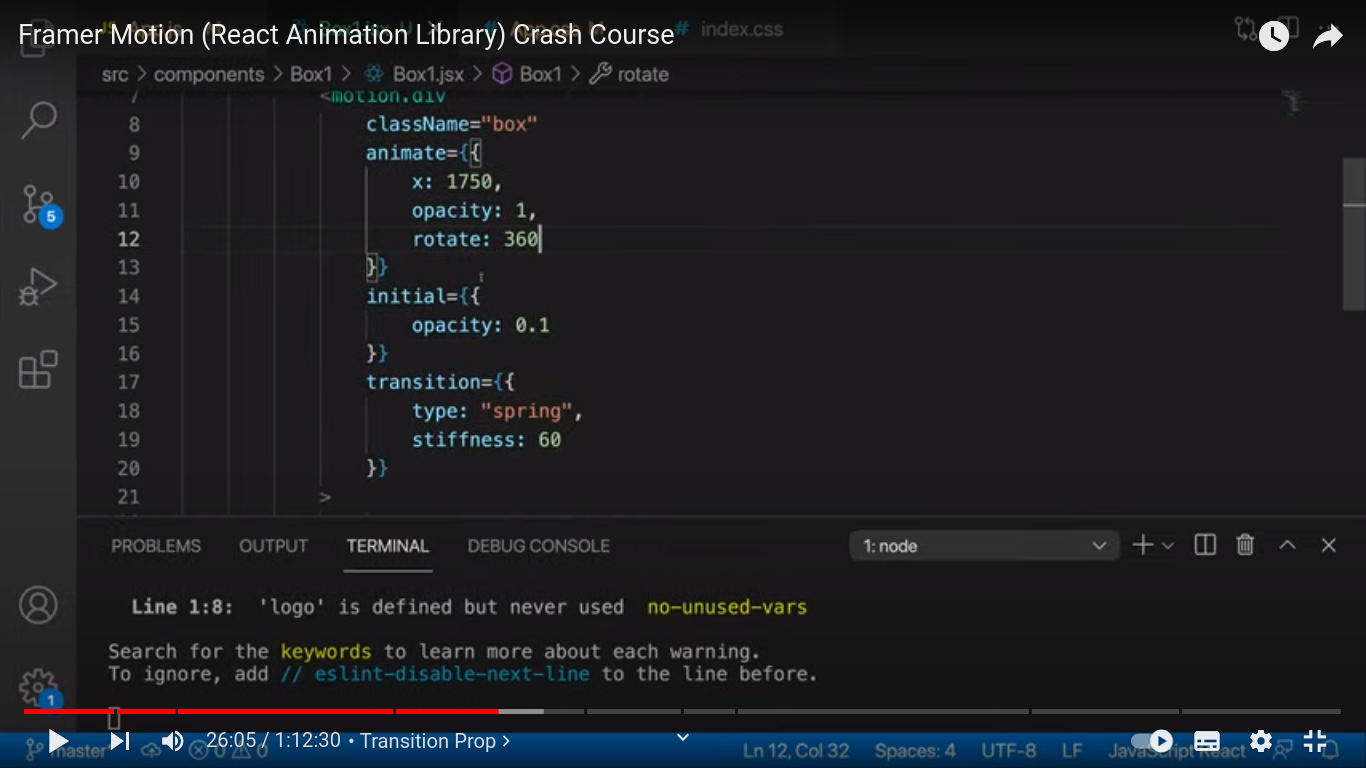 Framer Motion (React Animation Library) Crash Course
index.css
src > components > Box1 > Box1.jsx > Box1 > rotate
7 <motion.div
8 className="box"
9 animate={{
10 x: 1750,
11 opacity: 1,
12 rotate: 360
13 }}
14 initial={{
15 opacity: 0.1
16 }}
17 transition={{
18 type: "spring",
19 stiffness: 60
20 }}
21 >
5
PROBLEMS OUTPUT TERMINAL DEBUG CONSOLE 1: node
Line 1:8: 'logo' is defined but never used no-unused-vars
Search for the keywords to learn more about each warning.
To ignore, add // eslint-disable-next-line to the line before.
1
26:05 / 1:12:30 • Transition Prop >
master 0 0 Ln 12, Col 32 Spaces: 4 UTF-8 LF JavaScript React